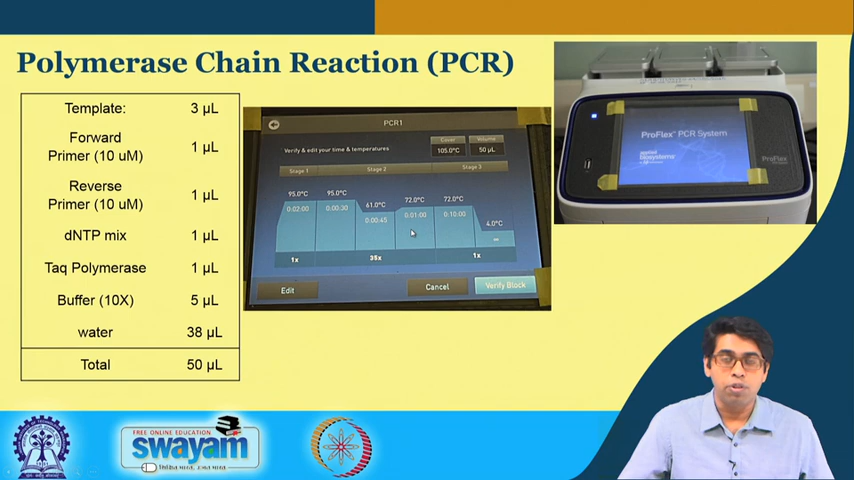 Polymerase Chain Reaction (PCR)
Template: 3 µL
Forward
Primer (10 uM) 1 µL
Reverse
Primer (10 uM) 1 µL
dNTP mix 1 µL
Taq Polymerase 1 µL
Buffer (10X) 5 µL
water 38 µL
Total 50 µL
PCR1
Verify & edit your time & temperatures
Cover Volume
105.0°C 50 µL
Stage 1 Stage 2 Stage 3
95.0°C 95.0°C 61.0°C 72.0°C 72.0°C 4.0°C
0:02:00 0:00:30 0:00:45 0:01:00 0:10:00 ∞
1x 35x 1x
Edit Cancel Verify Block
ProFlex™ PCR System
applied
biosystems
ProFlex
FREE ONLINE EDUCATION
swayam